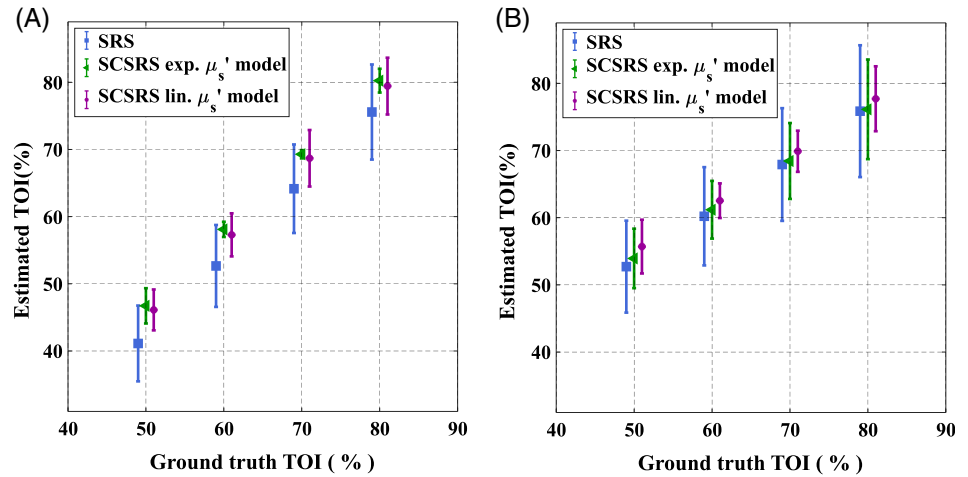 (A)
SRS
SCSRS exp. μs' model
SCSRS lin. μs' model
Estimated TOI(%)
80
70
60
50
40
40 50 60 70 80 90
Ground truth TOI ( % )
(B)
SRS
SCSRS exp. μs' model
SCSRS lin. μs' model
Estimated TOI(%)
80
70
60
50
40
40 50 60 70 80 90
Ground truth TOI ( % )